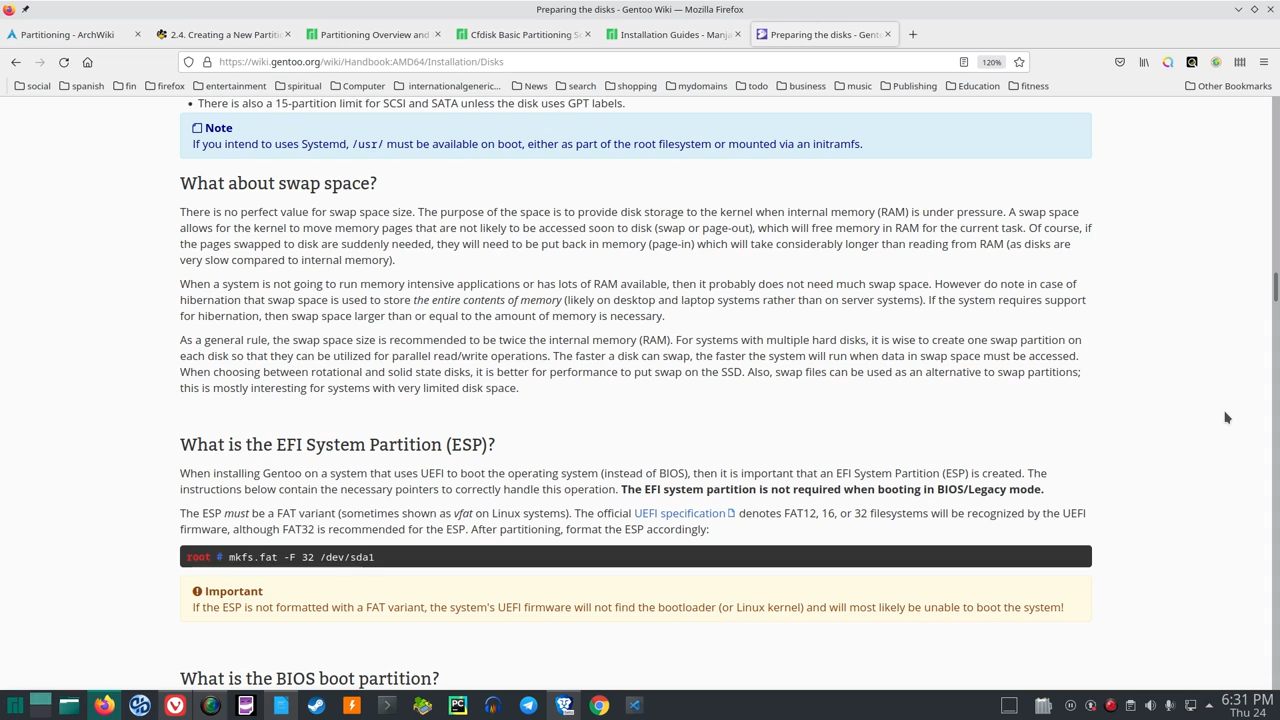 Preparing the disks - Gentoo Wiki — Mozilla Firefox
Partitioning - ArchWiki
2.4. Creating a New Partiti
Partitioning Overview and
Cfdisk Basic Partitioning S
Installation Guides - Manja
Preparing the disks - Gent
https://wiki.gentoo.org/wiki/Handbook:AMD64/Installation/Disks
120%
social
spanish
fin
firefox
entertainment
spiritual
Computer
internationalgeneric...
News
search
shopping
mydomains
todo
business
music
Publishing
Education
fitness
Other Bookmarks
• There is also a 15-partition limit for SCSI and SATA unless the disk uses GPT labels.
Note
If you intend to uses Systemd, /usr/ must be available on boot, either as part of the root filesystem or mounted via an initramfs.
What about swap space?
There is no perfect value for swap space size. The purpose of the space is to provide disk storage to the kernel when internal memory (RAM) is under pressure. A swap space
allows for the kernel to move memory pages that are not likely to be accessed soon to disk (swap or page-out), which will free memory in RAM for the current task. Of course, if
the pages swapped to disk are suddenly needed, they will need to be put back in memory (page-in) which will take considerably longer than reading from RAM (as disks are
very slow compared to internal memory).
When a system is not going to run memory intensive applications or has lots of RAM available, then it probably does not need much swap space. However do note in case of
hibernation that swap space is used to store the entire contents of memory (likely on desktop and laptop systems rather than on server systems). If the system requires support
for hibernation, then swap space larger than or equal to the amount of memory is necessary.
As a general rule, the swap space size is recommended to be twice the internal memory (RAM). For systems with multiple hard disks, it is wise to create one swap partition on
each disk so that they can be utilized for parallel read/write operations. The faster a disk can swap, the faster the system will run when data in swap space must be accessed.
When choosing between rotational and solid state disks, it is better for performance to put swap on the SSD. Also, swap files can be used as an alternative to swap partitions;
this is mostly interesting for systems with very limited disk space.
What is the EFI System Partition (ESP)?
When installing Gentoo on a system that uses UEFI to boot the operating system (instead of BIOS), then it is important that an EFI System Partition (ESP) is created. The
instructions below contain the necessary pointers to correctly handle this operation. The EFI system partition is not required when booting in BIOS/Legacy mode.
The ESP must be a FAT variant (sometimes shown as vfat on Linux systems). The official UEFI specification denotes FAT12, 16, or 32 filesystems will be recognized by the UEFI
firmware, although FAT32 is recommended for the ESP. After partitioning, format the ESP accordingly:
root # mkfs.fat -F 32 /dev/sda1
Important
If the ESP is not formatted with a FAT variant, the system's UEFI firmware will not find the bootloader (or Linux kernel) and will most likely be unable to boot the system!
What is the BIOS boot partition?
6:31 PM
Thu 24